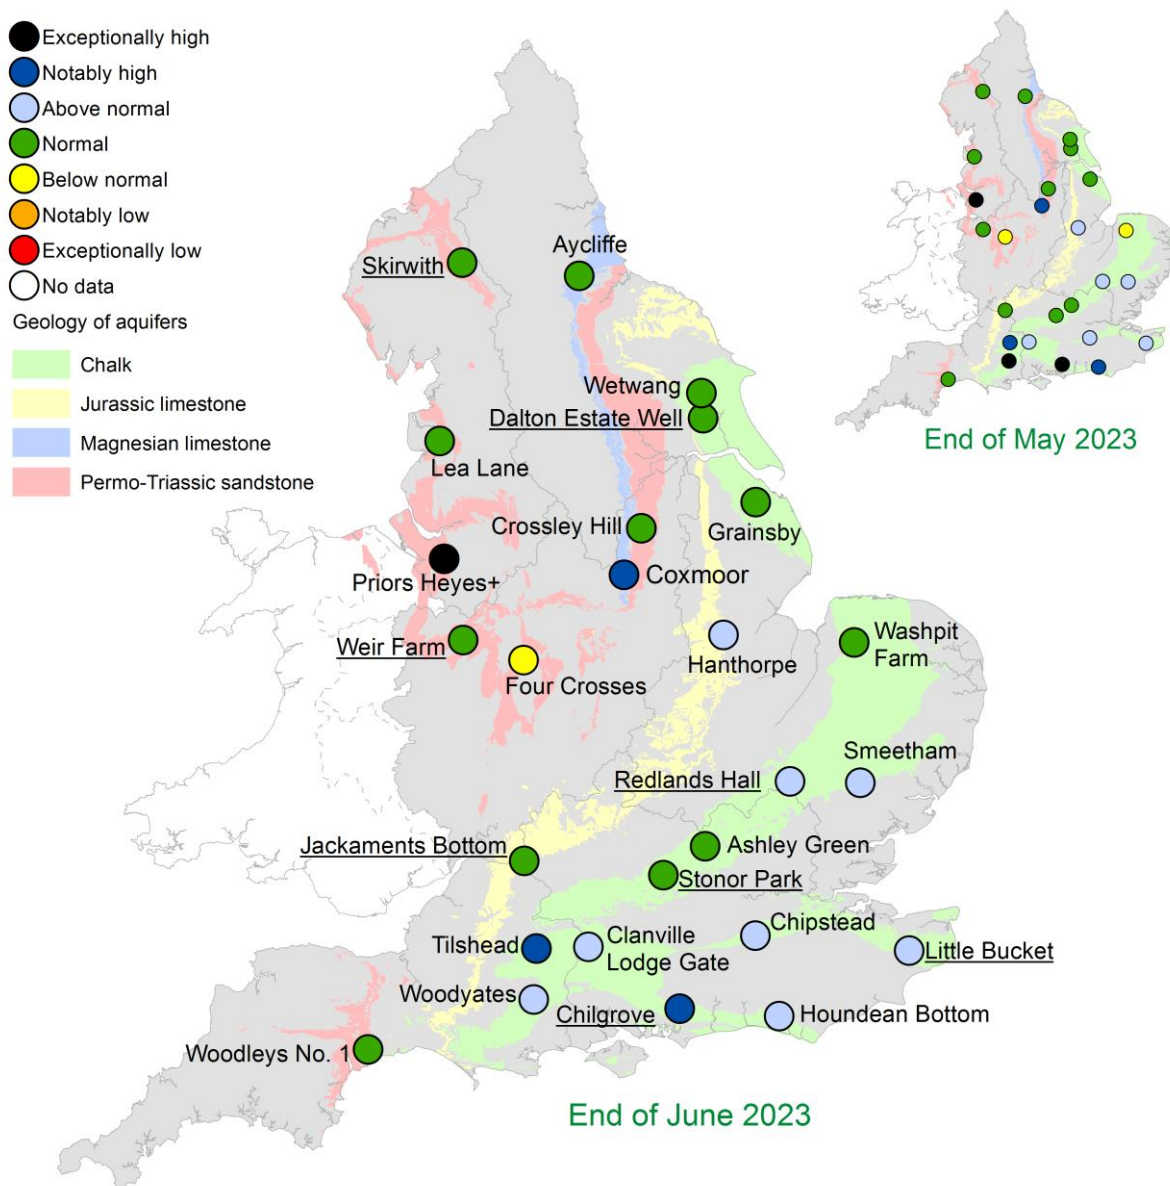 Exceptionally high
Notably high
Above normal
Normal
Below normal
Notably low
Exceptionally low
No data
Geology of aquifers
Chalk
Jurassic limestone
Magnesian limestone
Permo-Triassic sandstone
End of May 2023
Skirwith
Aycliffe
Wetwang
Dalton Estate Well
Lea Lane
Crossley Hill
Grainsby
Priors Heyes+
Coxmoor
Weir Farm
Four Crosses
Hanthorpe
Washpit
Farm
Smeetham
Redlands Hall
Jackaments Bottom
Ashley Green
Stonor Park
Tilshead
Clanville
Lodge Gate
Chipstead
Little Bucket
Woodyates
Chilgrove
Houndean Bottom
Woodleys No. 1
End of June 2023